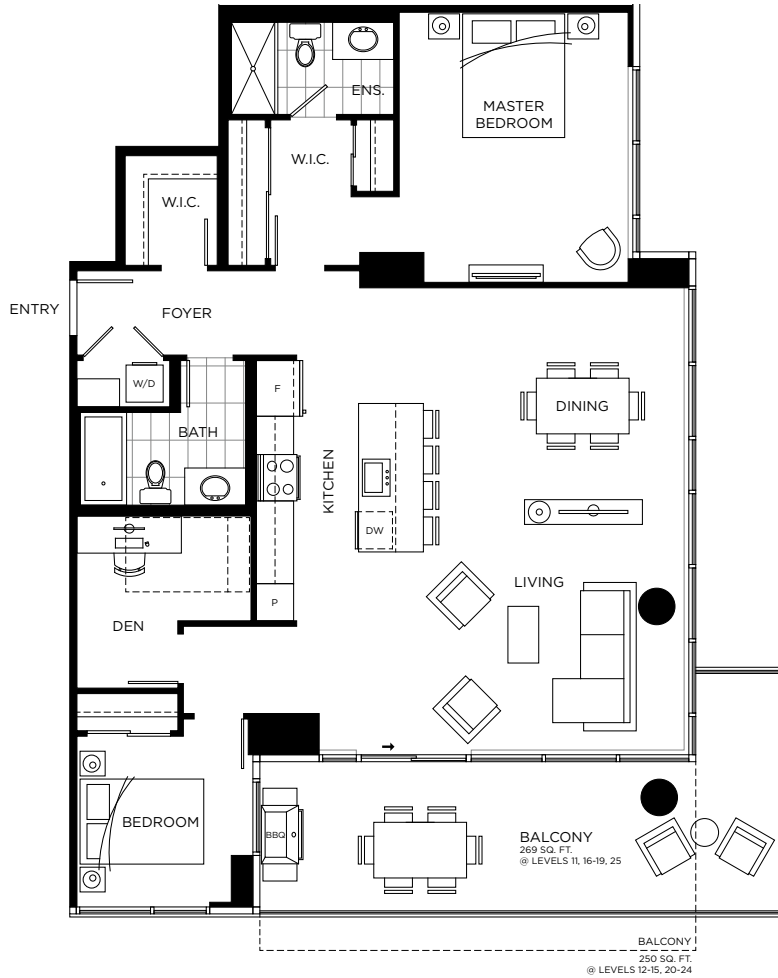 ENS.
MASTER
BEDROOM
W.I.C.
W.I.C.
ENTRY
FOYER
W/D
F
BATH
DINING
KITCHEN
DW
LIVING
P
DEN
BEDROOM
BBQ
BALCONY
269 SQ. FT.
@ LEVELS 11, 16-19, 25
BALCONY
250 SQ. FT.
@ LEVELS 12-15, 20-24